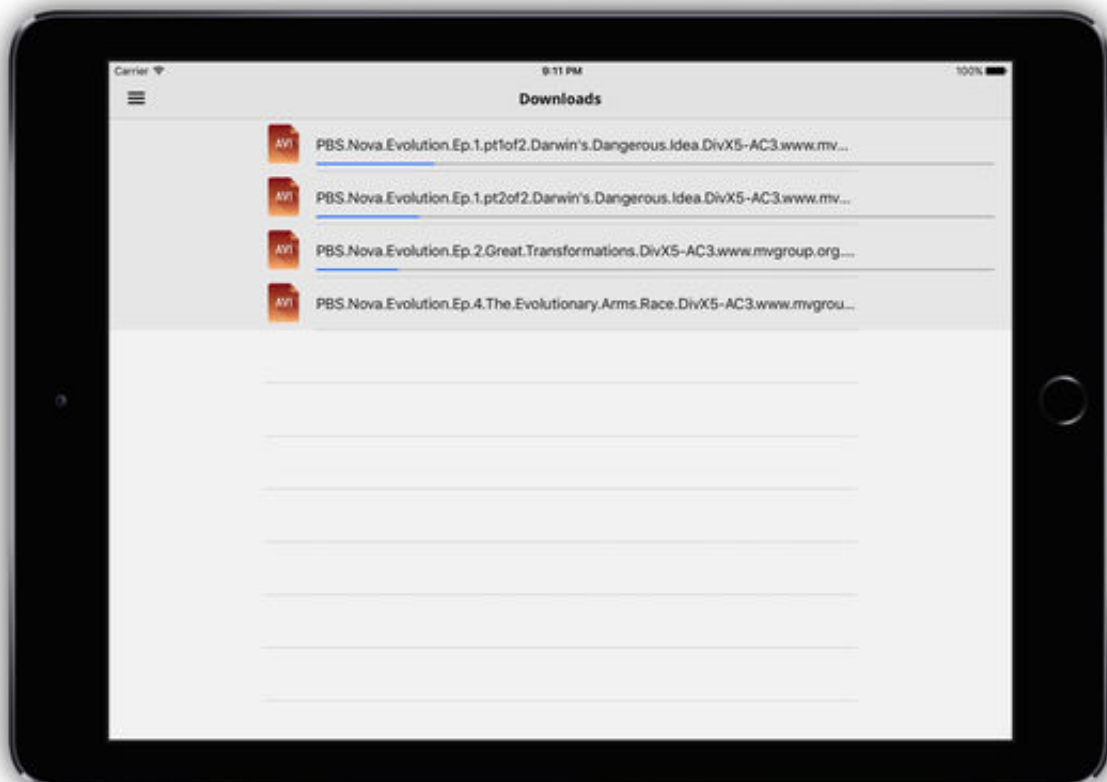 Carrier
9:11 PM
100%
Downloads
AVI PBS.Nova.Evolution.Ep.1.pt1of2.Darwin's.Dangerous.Idea.DivX5-AC3.www.mv...
AVI PBS.Nova.Evolution.Ep.1.pt2of2.Darwin's.Dangerous.Idea.DivX5-AC3.www.mv...
AVI PBS.Nova.Evolution.Ep.2.Great.Transformations.DivX5-AC3.www.mvgroup.org....
AVI PBS.Nova.Evolution.Ep.4.The.Evolutionary.Arms.Race.DivX5-AC3.www.mvgrou...